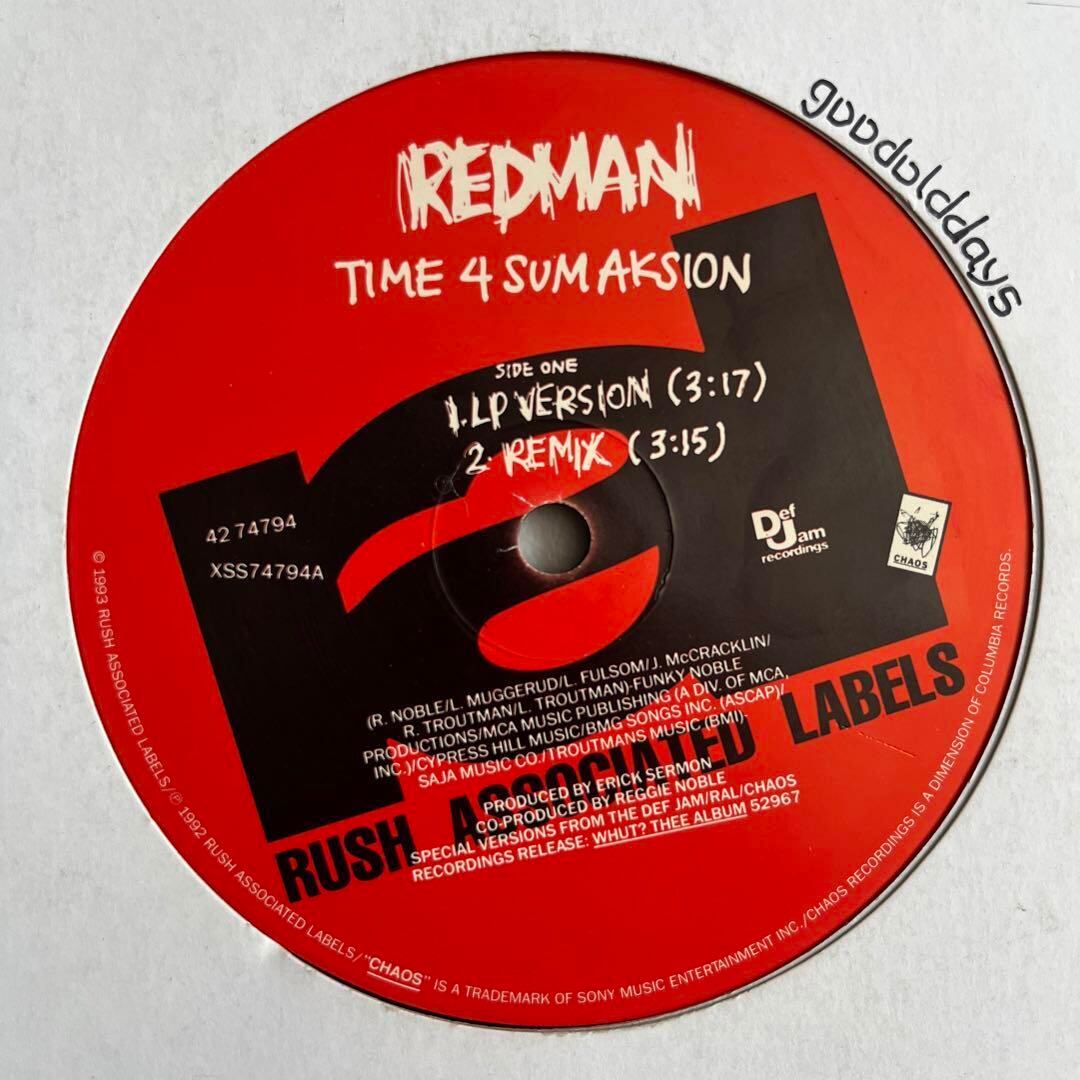 goodolddays
REDMAN
TIME 4 SUM AKSION
SIDE ONE
1. LP VERSION (3:17)
2. REMIX (3:15)
42 74794
XSS74794A
Def
Jam
recordings
CHAOS
(R. NOBLE/L. MUGGERUD/L. FULSOM/J. McCRACKLIN/
R. TROUTMAN/L. TROUTMAN)-FUNKY NOBLE
PRODUCTIONS/MCA MUSIC PUBLISHING (A DIV. OF MCA,
INC.)/CYPRESS HILL MUSIC/BMG SONGS INC. (ASCAP)/
SAJA MUSIC CO./TROUTMANS MUSIC (BMI)-
PRODUCED BY ERICK SERMON
CO-PRODUCED BY REGGIE NOBLE
SPECIAL VERSIONS FROM THE DEF JAM/RAL/CHAOS
RECORDINGS RELEASE: WHUT? THEE ALBUM 52967
ral
RUSH ASSOCIATED LABELS
© 1993 RUSH ASSOCIATED LABELS/℗ 1992 RUSH ASSOCIATED LABELS/"CHAOS" IS A TRADEMARK OF SONY MUSIC ENTERTAINMENT INC./CHAOS RECORDINGS IS A DIMENSION OF COLUMBIA RECORDS.